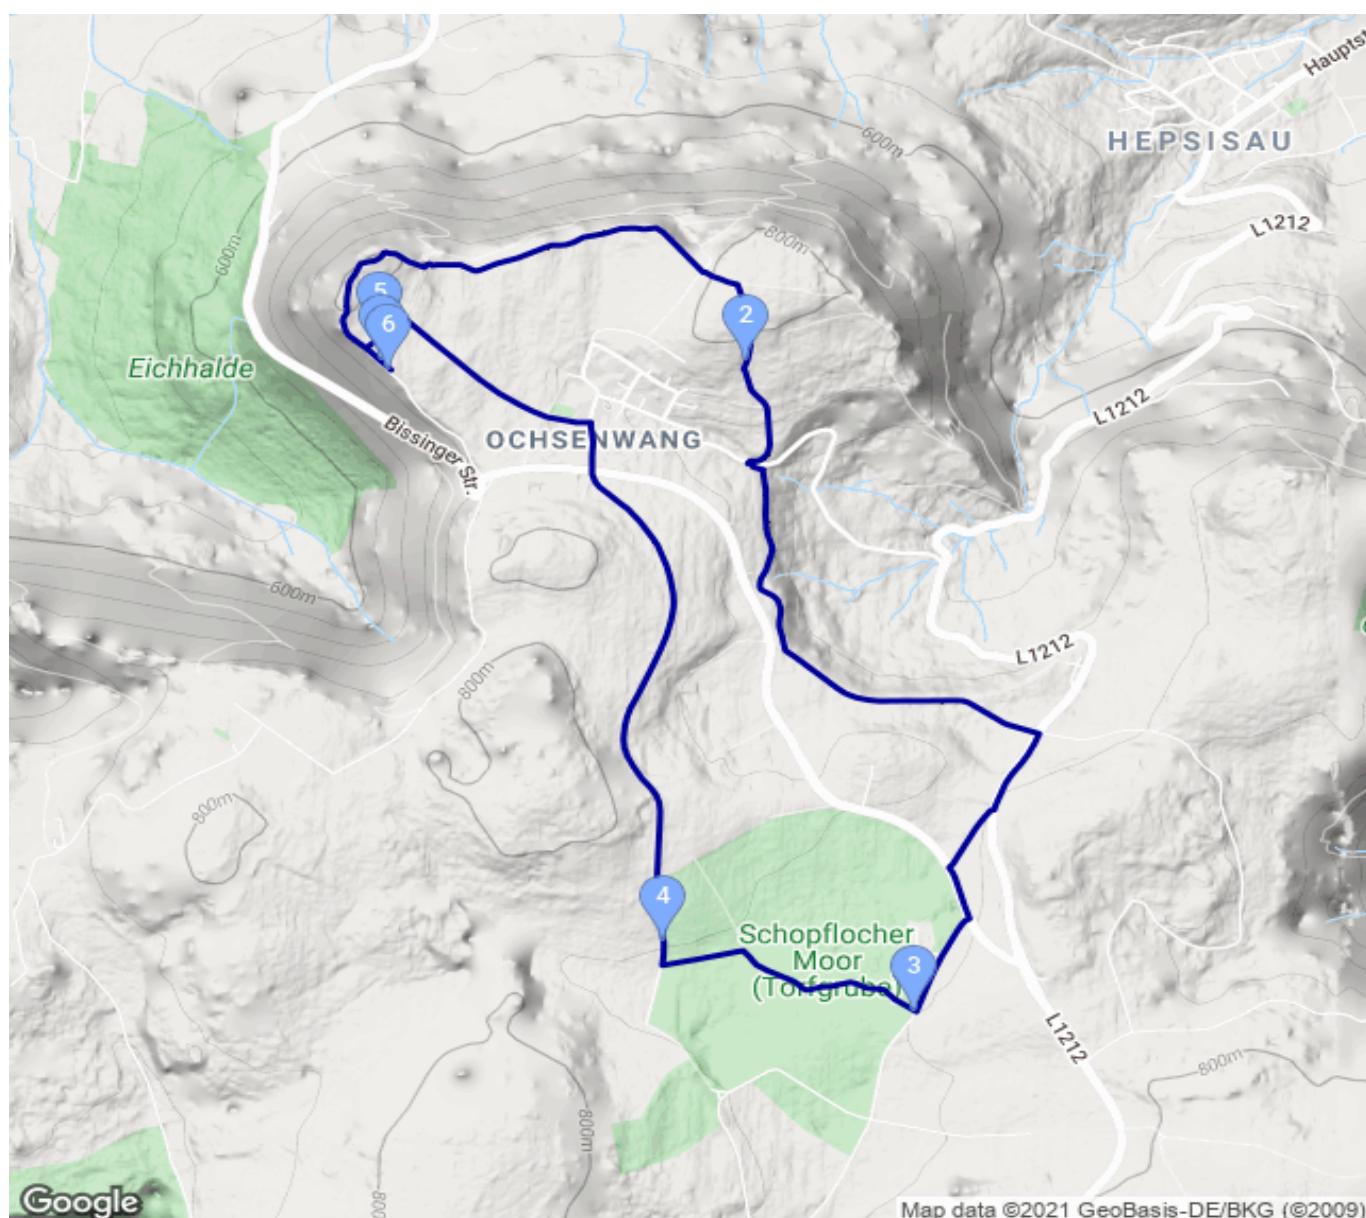 Hauptst
HEPSISAU
600m
L1212
800m
600m
5
2
6
Eichhalde
L1212
Bissinger Str.
OCHSENWANG
600m
L1212
800m
800m
4
Schopflocher
Moor
(Torfgrube)
3
L1212
800m
800m
800
Google
Map data ©2021 GeoBasis-DE/BKG (©2009)